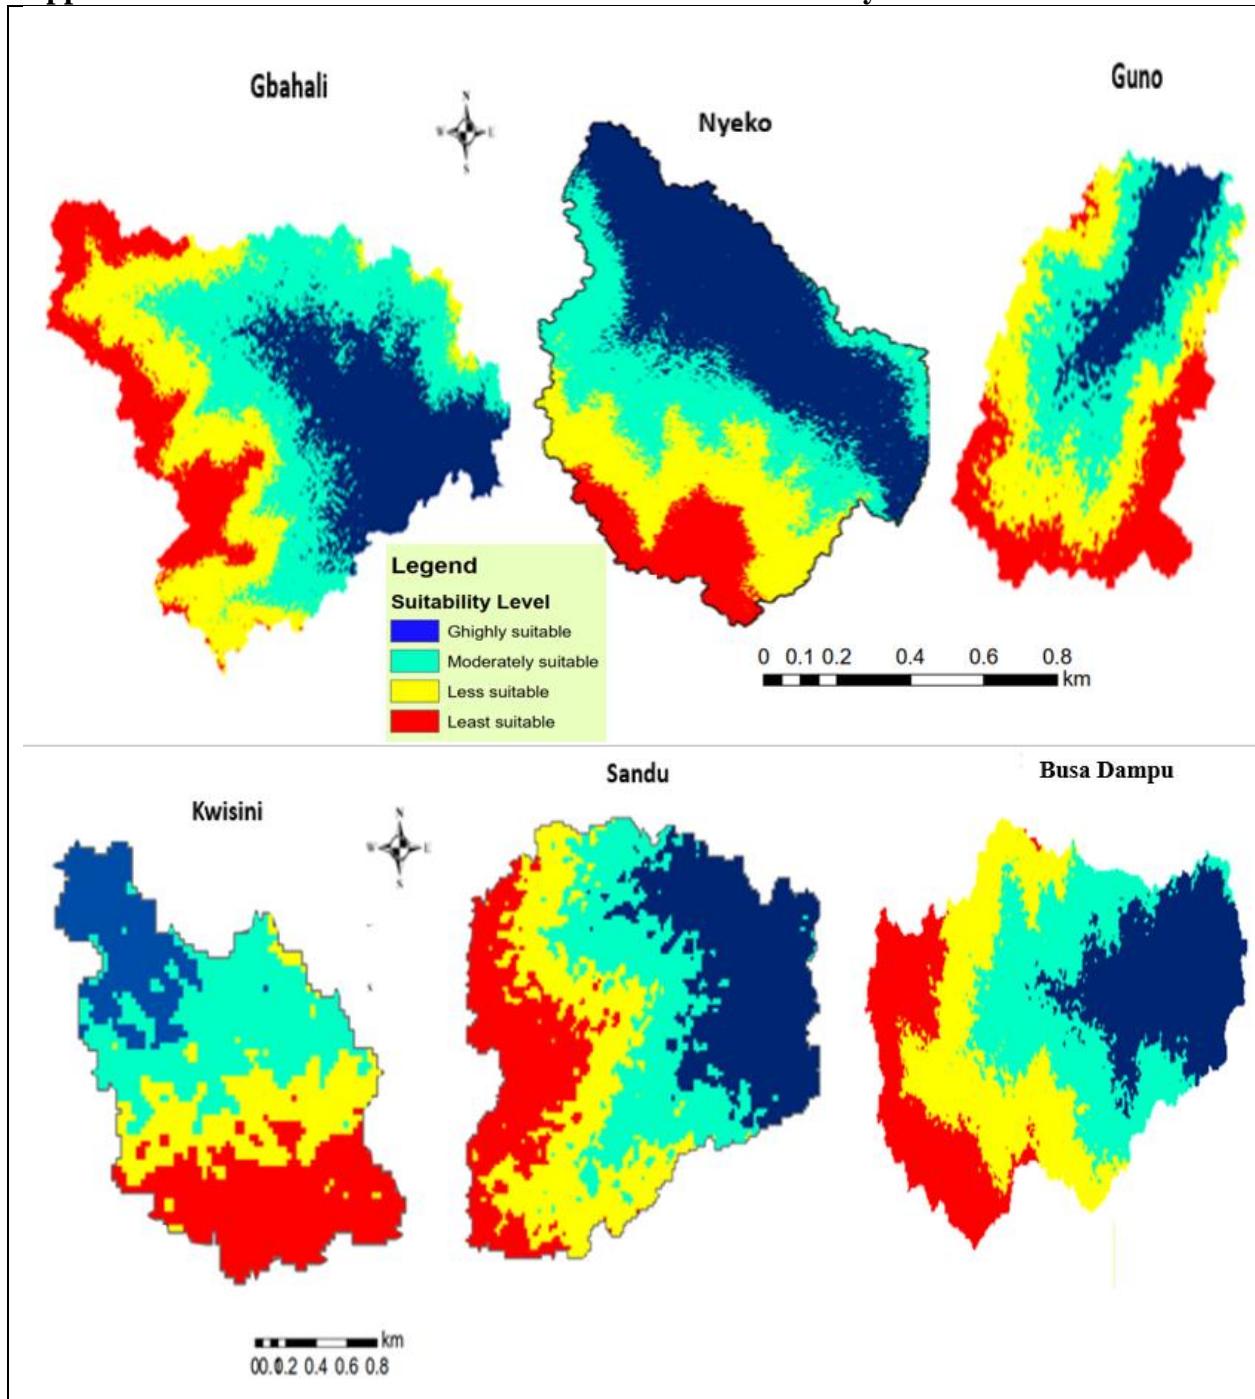 Gbahali
Nyeko
Guno
N
W E
S
Legend
Suitability Level
Ghighly suitable
Moderately suitable
Less suitable
Least suitable
0 0.1 0.2 0.4 0.6 0.8
km
Kwisini
Sandu
Busa Dampu
N
W E
S
km
00.10.2 0.4 0.6 0.8